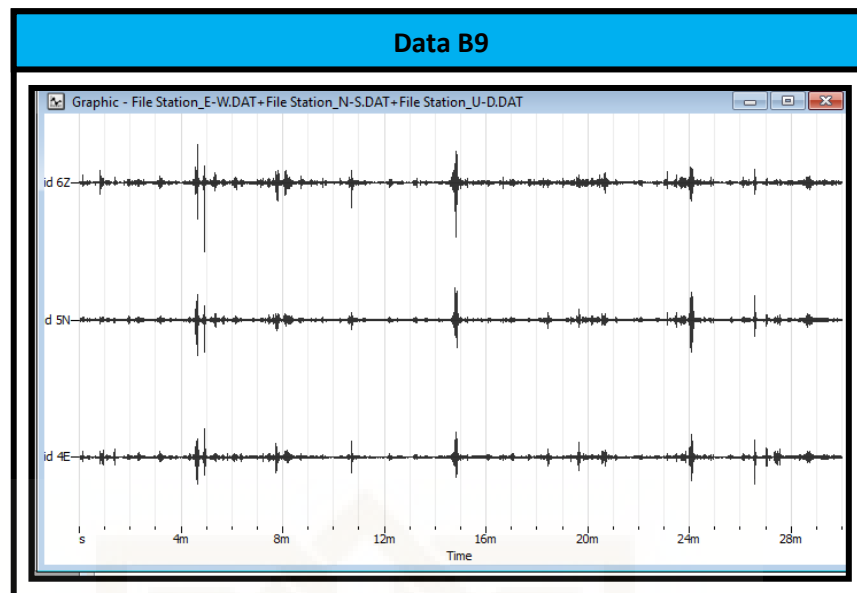 Data B9
Graphic - File Station_E-W.DAT+File Station_N-S.DAT+File Station_U-D.DAT
id 6Z
d 5N
id 4E
s 4m 8m 12m 16m 20m 24m 28m
Time